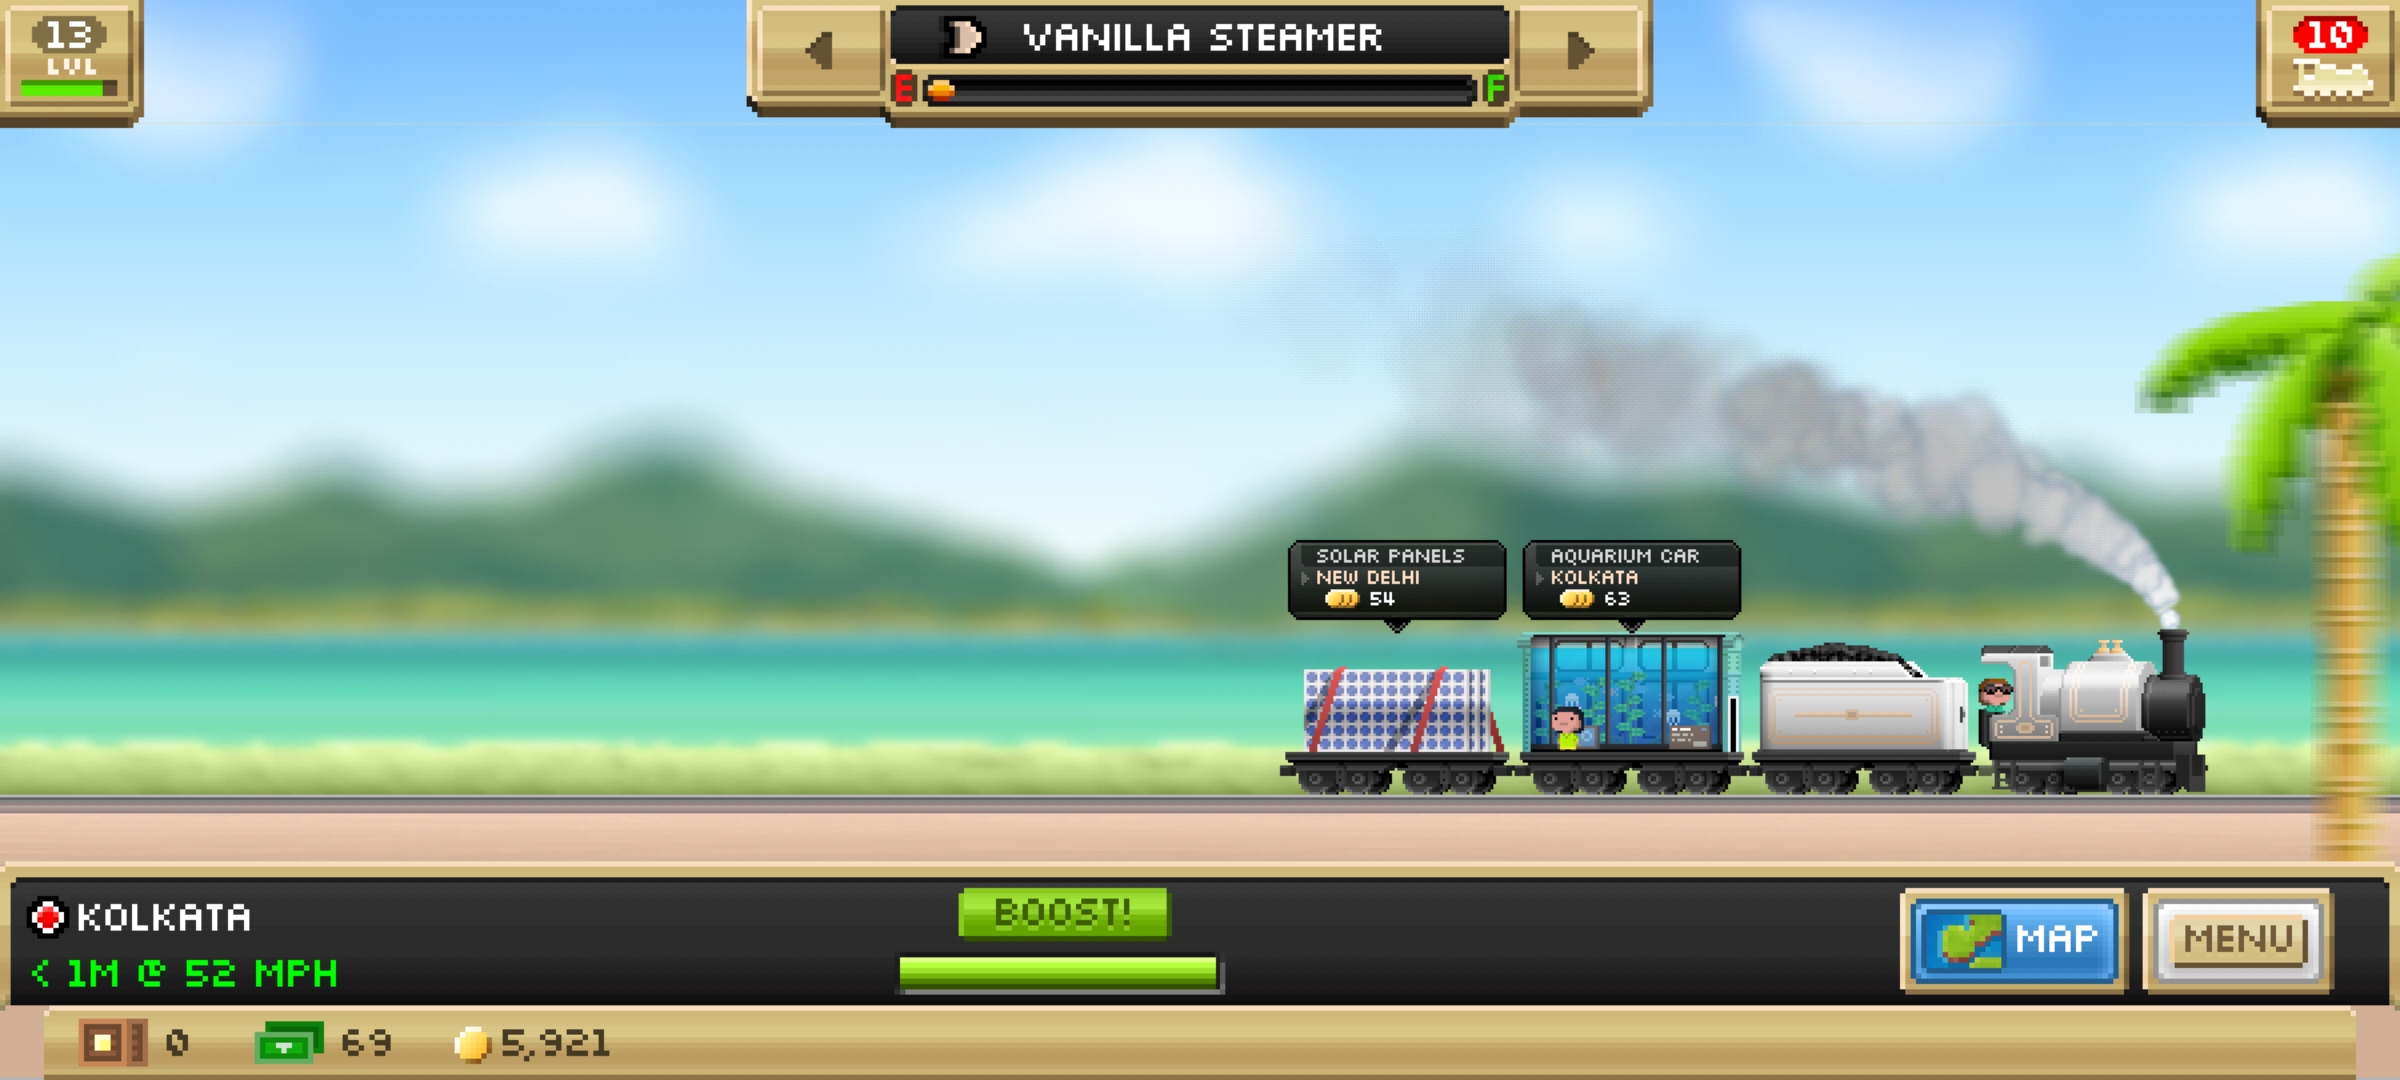 13
LVL
VANILLA STEAMER
E
F
10
SOLAR PANELS
NEW DELHI
54
AQUARIUM CAR
KOLKATA
63
KOLKATA
< 1M @ 52 MPH
BOOST!
MAP
MENU
0
69
5,921